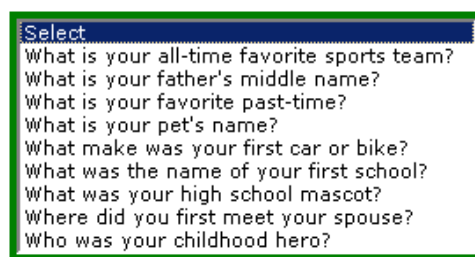 Select
What is your all-time favorite sports team?
What is your father's middle name?
What is your favorite past-time?
What is your pet's name?
What make was your first car or bike?
What was the name of your first school?
What was your high school mascot?
Where did you first meet your spouse?
Who was your childhood hero?